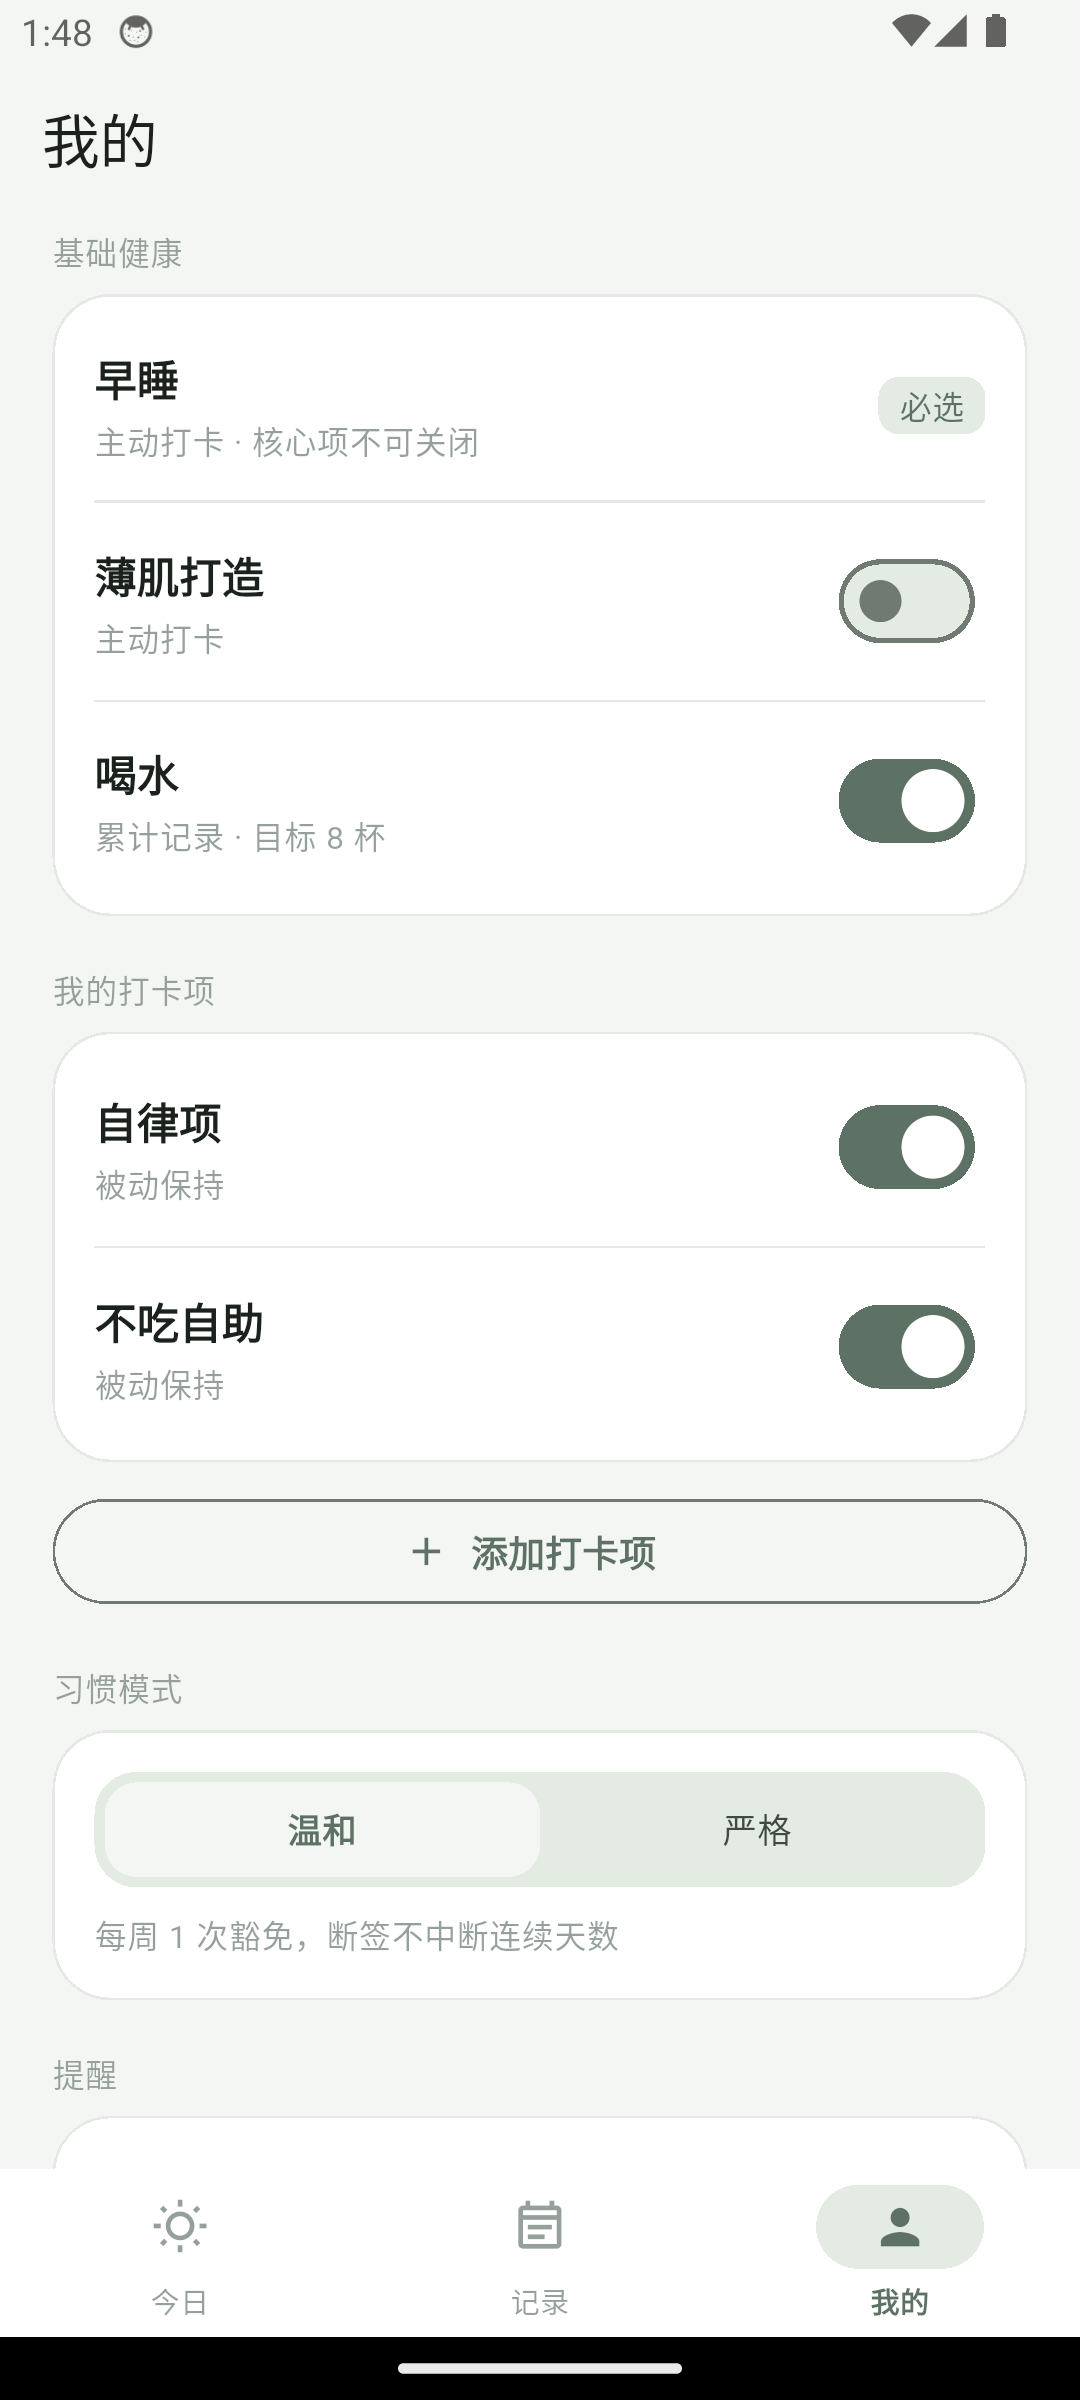 1:48
我的
基础健康
早睡
主动打卡 · 核心项不可关闭
必选
薄肌打造
主动打卡
喝水
累计记录 · 目标 8 杯
我的打卡项
自律项
被动保持
不吃自助
被动保持
+ 添加打卡项
习惯模式
温和
严格
每周 1 次豁免，断签不中断连续天数
提醒
今日
记录
我的